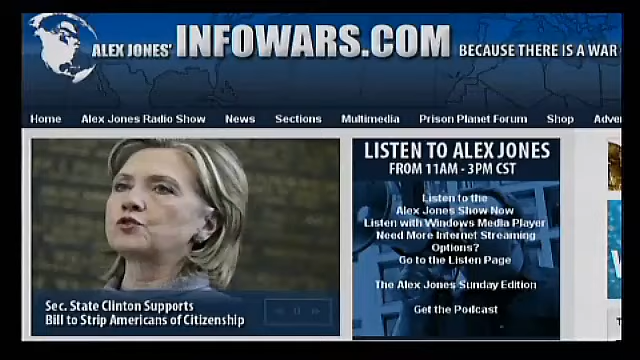 ALEX JONES' INFOWARS.COM BECAUSE THERE IS A WAR
Home Alex Jones Radio Show News Sections Multimedia Prison Planet Forum Shop Adve
LISTEN TO ALEX JONES
FROM 11AM - 3PM CST
Listen to the
Alex Jones Show Now
Listen with Windows Media Player
Need More Internet Streaming
Options?
Go to the Listen Page
The Alex Jones Sunday Edition
Get the Podcast
Sec. State Clinton Supports
Bill to Strip Americans of Citizenship